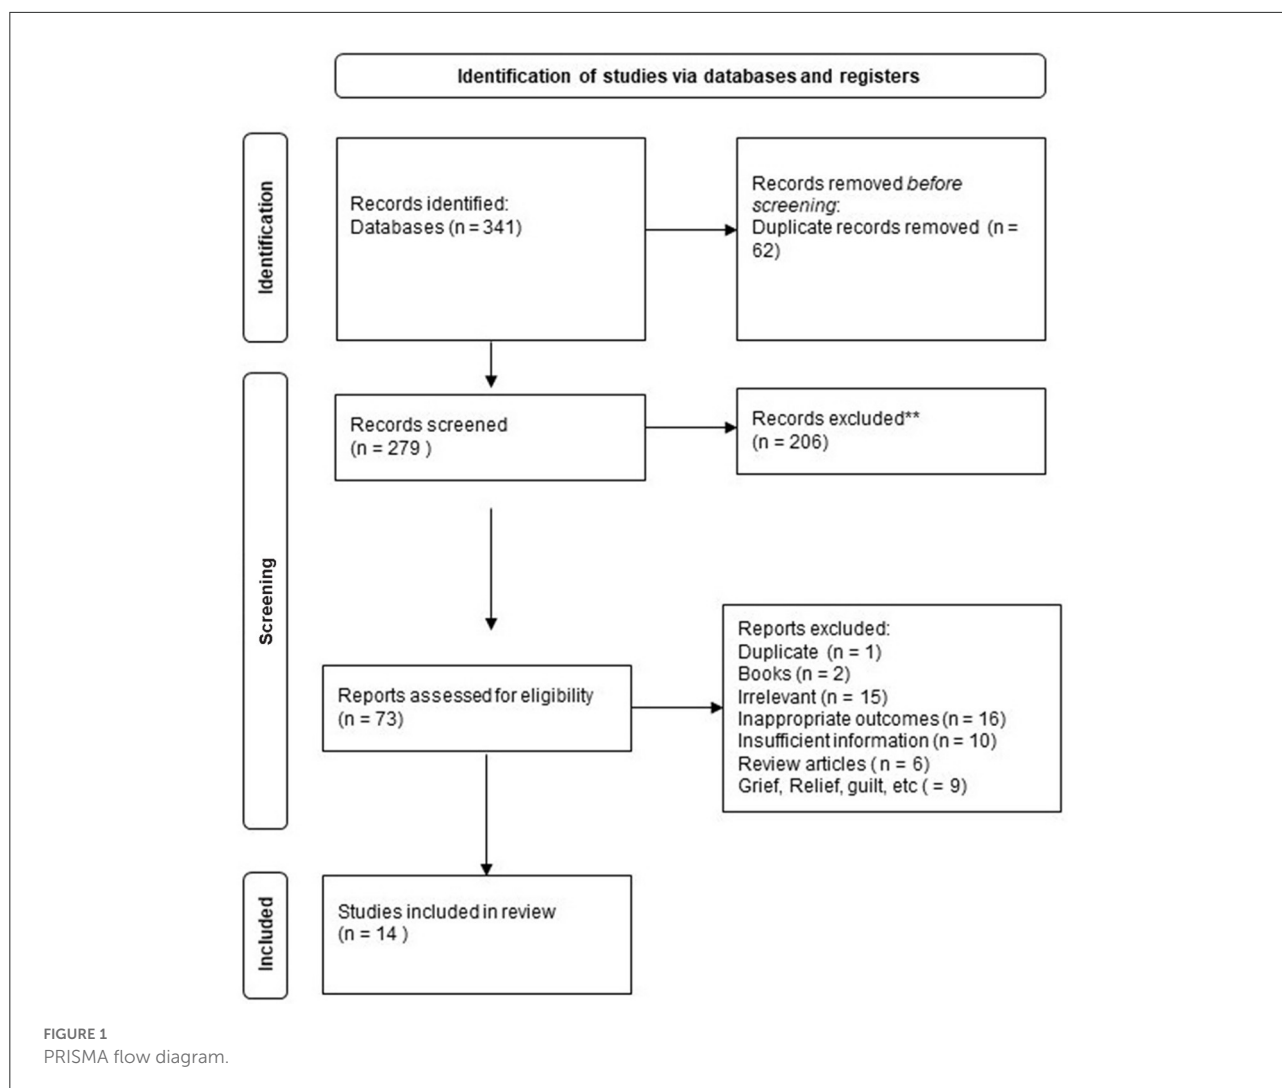 Identification of studies via databases and registers
Identification
Records identified:
Databases (n = 341)
Records removed before
screening:
Duplicate records removed (n =
62)
Screening
Records screened
(n = 279 )
Records excluded**
(n = 206)
Reports assessed for eligibility
(n = 73)
Reports excluded:
Duplicate (n = 1)
Books (n = 2)
Irrelevant (n = 15)
Inappropriate outcomes (n = 16)
Insufficient information (n = 10)
Review articles ( n = 6)
Grief, Relief, guilt, etc ( = 9)
Included
Studies included in review
(n = 14 )
FIGURE 1
PRISMA flow diagram.